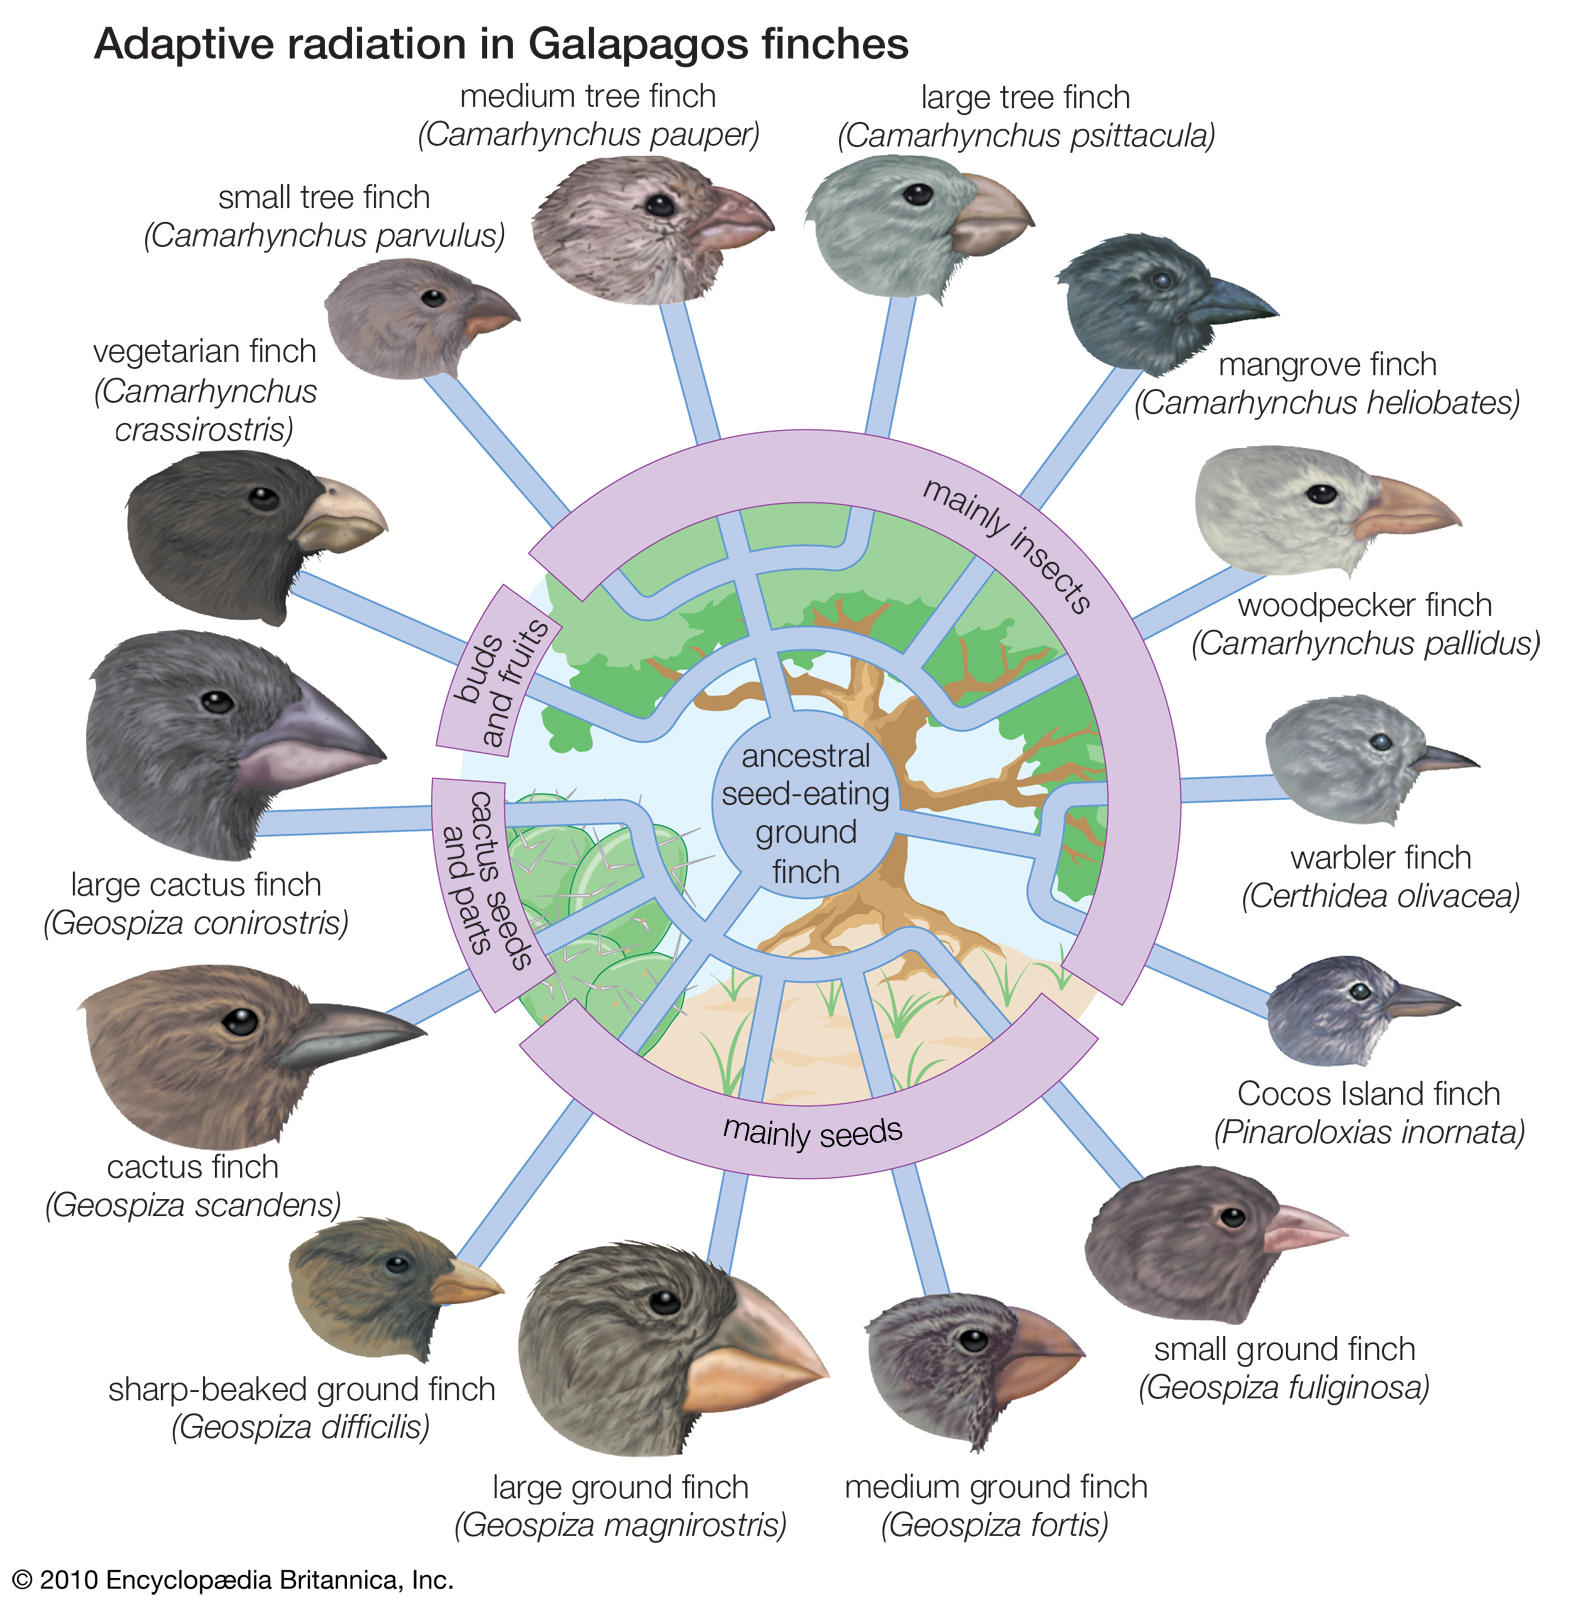 Adaptive radiation in Galapagos finches
medium tree finch
(Camarhynchus pauper)
large tree finch
(Camarhynchus psittacula)
small tree finch
(Camarhynchus parvulus)
mangrove finch
(Camarhynchus heliobates)
vegetarian finch
(Camarhynchus
crassirostris)
mainly insects
woodpecker finch
(Camarhynchus pallidus)
buds
and fruits
ancestral
seed-eating
ground
finch
cactus seeds
and parts
large cactus finch
(Geospiza conirostris)
warbler finch
(Certhidea olivacea)
Cocos Island finch
(Pinaroloxias inornata)
mainly seeds
cactus finch
(Geospiza scandens)
small ground finch
(Geospiza fuliginosa)
sharp-beaked ground finch
(Geospiza difficilis)
large ground finch
(Geospiza magnirostris)
medium ground finch
(Geospiza fortis)
© 2010 Encyclopædia Britannica, Inc.